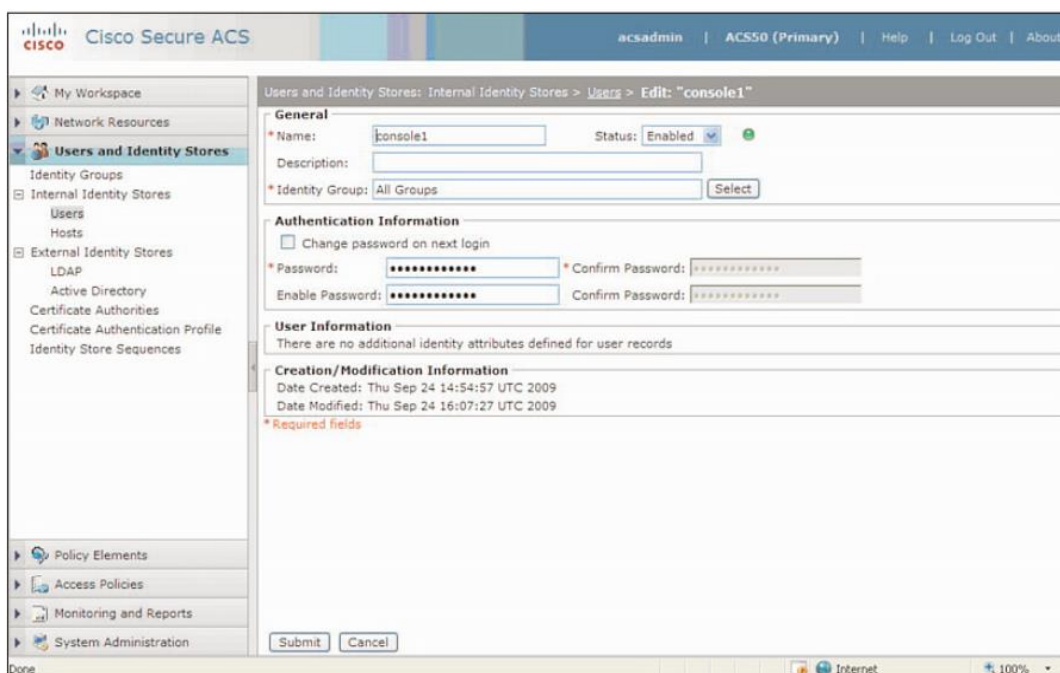 CISCO Cisco Secure ACS
acsadmin | ACS50 (Primary) | Help | Log Out | About
My Workspace
Network Resources
Users and Identity Stores
Identity Groups
Internal Identity Stores
Users
Hosts
External Identity Stores
LDAP
Active Directory
Certificate Authorities
Certificate Authentication Profile
Identity Store Sequences
Policy Elements
Access Policies
Monitoring and Reports
System Administration
Users and Identity Stores: Internal Identity Stores > Users > Edit: "console1"
General
* Name: console1 Status: Enabled
Description:
* Identity Group: All Groups Select
Authentication Information
Change password on next login
* Password: •••••••••••• * Confirm Password: ••••••••••••
Enable Password: •••••••••••• Confirm Password: ••••••••••••
User Information
There are no additional identity attributes defined for user records
Creation/Modification Information
Date Created: Thu Sep 24 14:54:57 UTC 2009
Date Modified: Thu Sep 24 16:07:27 UTC 2009
* Required fields
Submit Cancel
Done Internet 100%